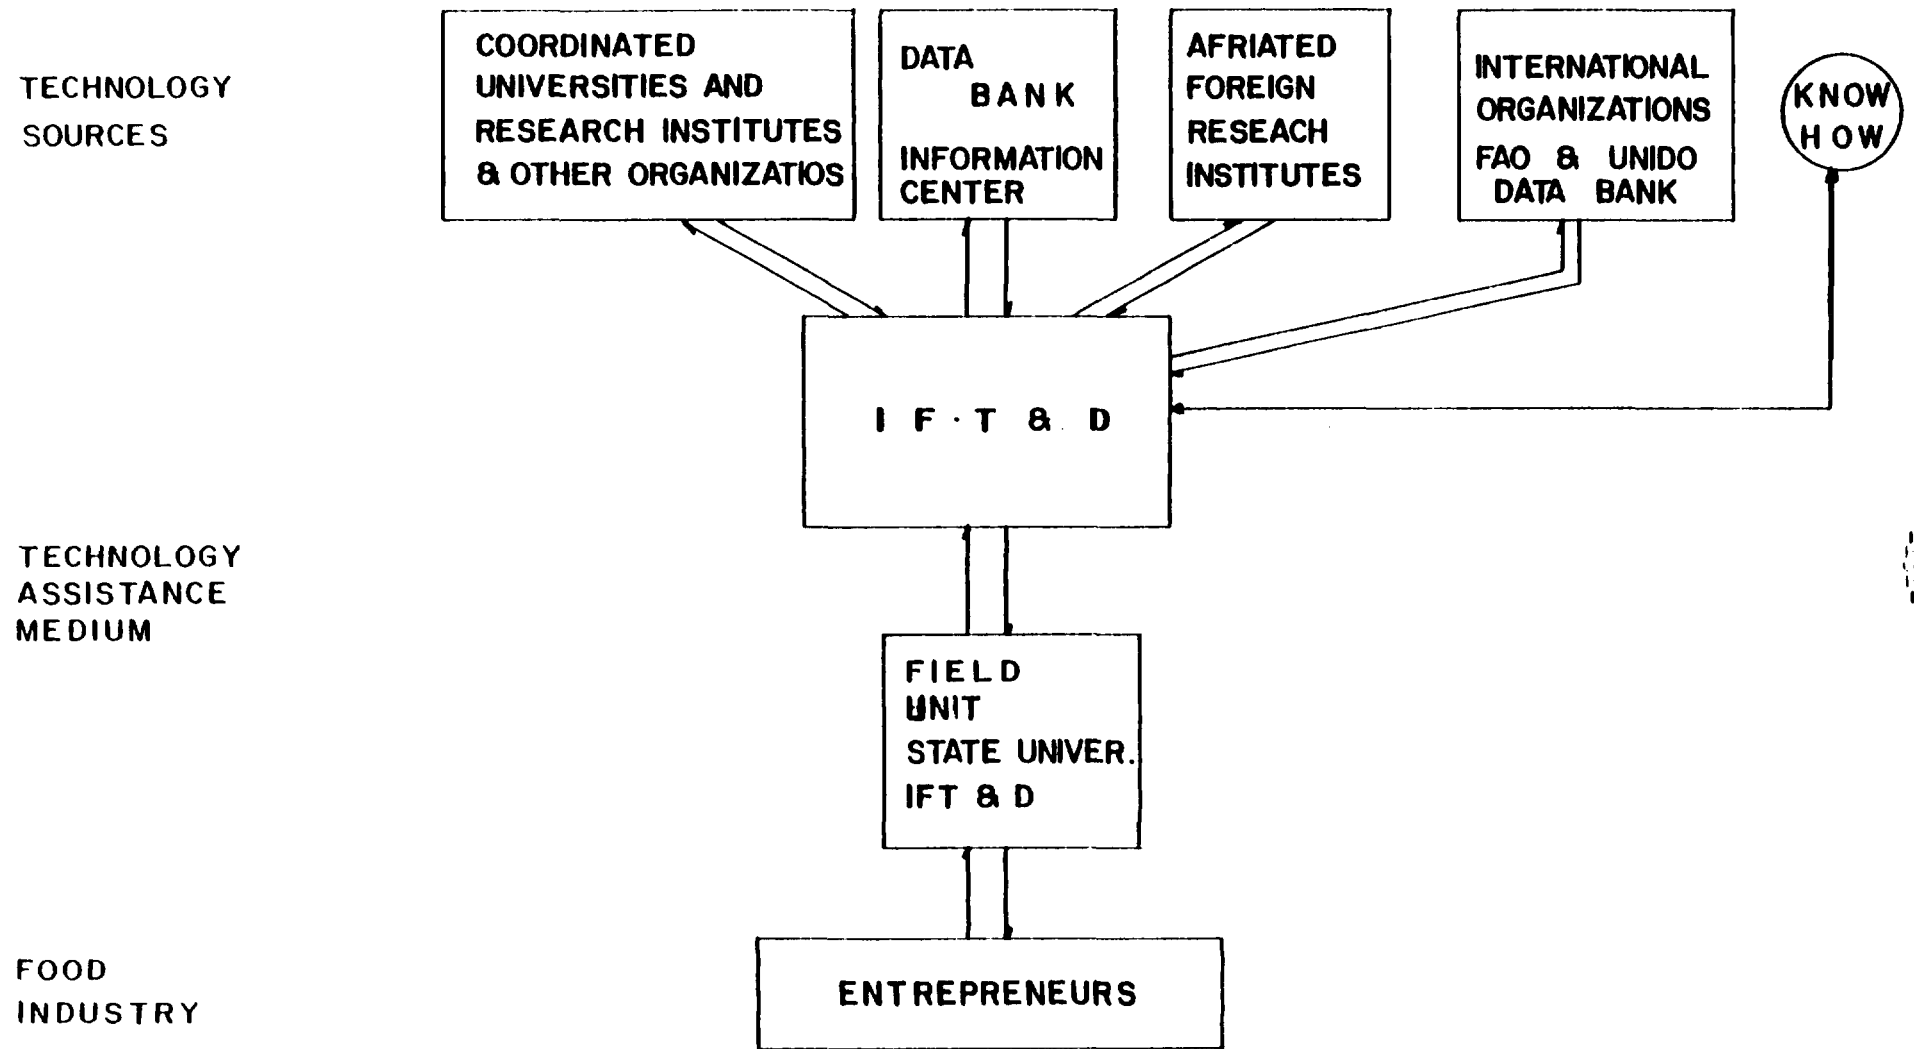 TECHNOLOGY
SOURCES
COORDINATED
UNIVERSITIES AND
RESEARCH INSTITUTES
& OTHER ORGANIZATIOS
DATA
BANK
INFORMATION
CENTER
AFRIATED
FOREIGN
RESEACH
INSTITUTES
INTERNATIONAL
ORGANIZATIONS
FAO & UNIDO
DATA BANK
KNOW
HOW
I F · T & D
TECHNOLOGY
ASSISTANCE
MEDIUM
FIELD
UNIT
STATE UNIVER.
IFT & D
FOOD
INDUSTRY
ENTREPRENEURS